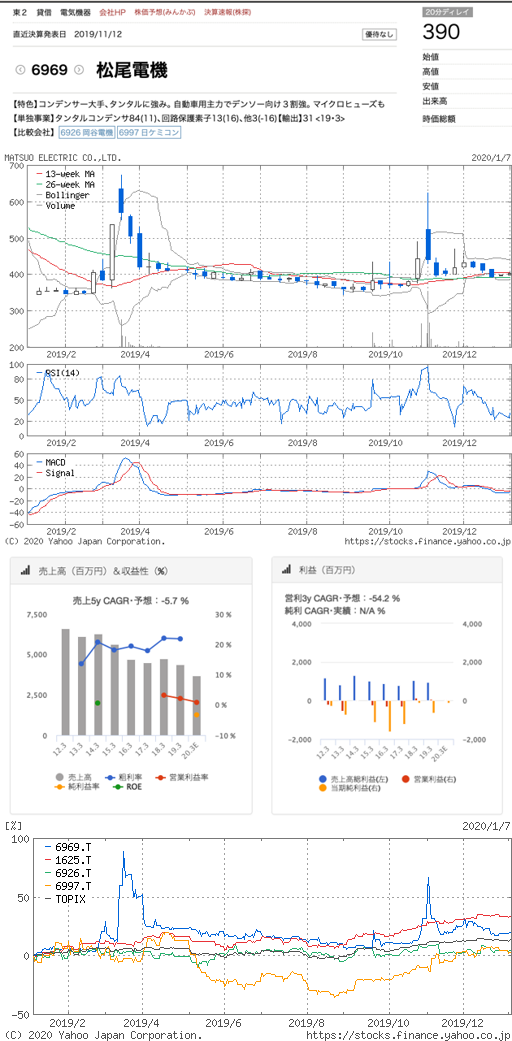 東2 貸借 電気機器 会社HP 株価予想(みんかぶ) 決算速報(株探)
20分ディレイ
直近決算発表日 2019/11/12
優待なし
390
6969 松尾電機
始値
高値
安値
出来高
時価総額
【特色】コンデンサー大手、タンタルに強み。自動車用主力でデンソー向け3割強。マイクロヒューズも
【単独事業】タンタルコンデンサ84(11)、回路保護素子13(16)、他3(-16)【輸出】31 <19・3>
【比較会社】 6926 岡谷電機 6997 日ケミコン
MATSUO ELECTRIC CO.,LTD. 2020/1/7
700
600
500
400
300
200
13-week MA
26-week MA
Bollinger
Volume
2019/2 2019/4 2019/6 2019/8 2019/10 2019/12
100
80
50
20
0
RSI(14)
2019/2 2019/4 2019/6 2019/8 2019/10 2019/12
60
40
20
0
-20
-40
-60
MACD
Signal
2019/2 2019/4 2019/6 2019/8 2019/10 2019/12
(C) 2020 Yahoo Japan Corporation. https://stocks.finance.yahoo.co.jp/
売上高（百万円）＆収益性（%）
売上5y CAGR・予想：-5.7 %
7,500
5,000
2,500
0
30 %
20 %
10 %
0 %
-10 %
12.3 13.3 14.3 15.3 16.3 17.3 18.3 19.3 20.3E
売上高 粗利率 営業利益率
純利益率 ROE
利益（百万円）
営利3y CAGR・予想：-54.2 %
純利 CAGR・実績：N/A %
4,000
2,000
0
-2,000
4,000
2,000
0
-2,000
12.3 13.3 14.3 15.3 16.3 17.3 18.3 19.3 20.3E
売上高総利益(左) 営業利益(右)
当期純利益(右)
[%] 2020/1/7
100
50
0
-50
6969.T
1625.T
6926.T
6997.T
TOPIX
2019/2 2019/4 2019/6 2019/8 2019/10 2019/12
(C) 2020 Yahoo Japan Corporation. https://stocks.finance.yahoo.co.jp/